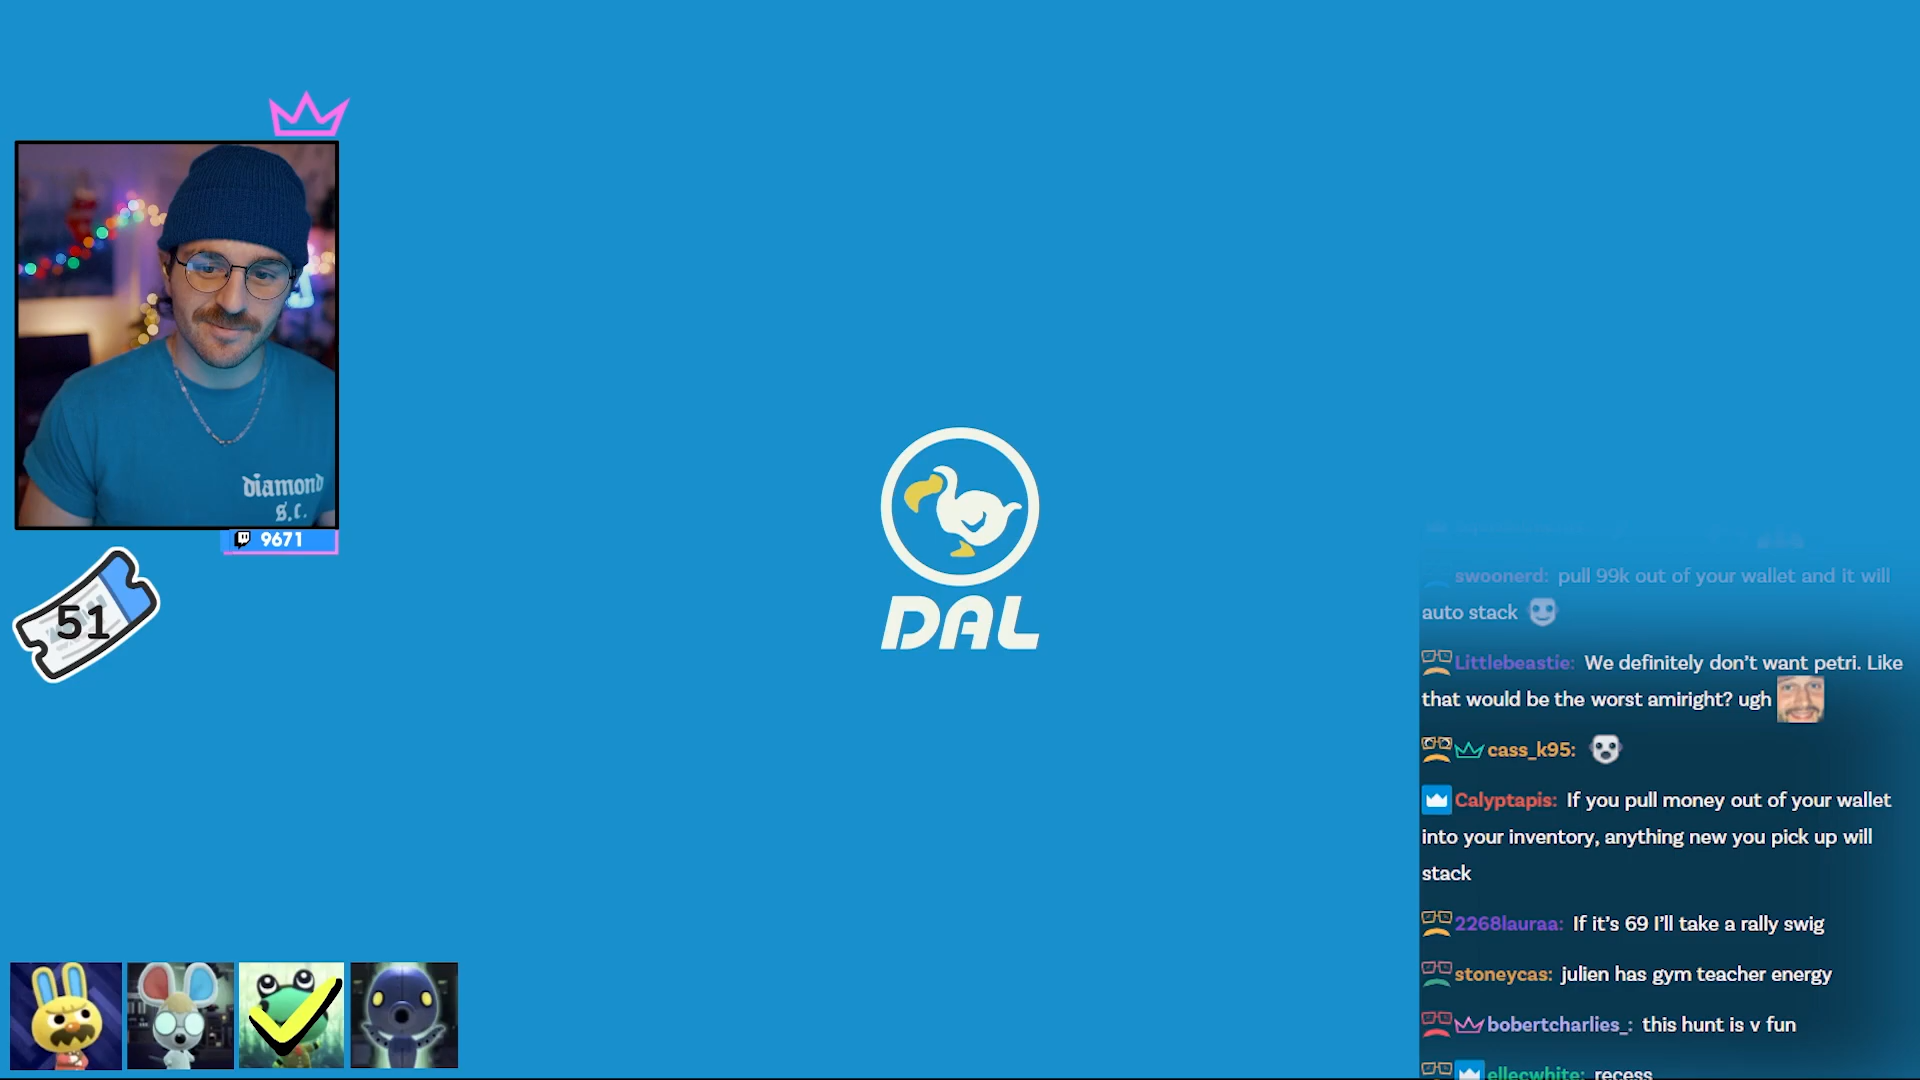 diamond
s.c.
9671
51
DAL
swoonerd: pull 99k out of your wallet and it will
auto stack
Littlebeastie: We definitely don't want petri. Like
that would be the worst amiright? ugh
cass_k95:
Calyptapis: If you pull money out of your wallet
into your inventory, anything new you pick up will
stack
2268lauraa: If it's 69 I'll take a rally swig
stoneycas: julien has gym teacher energy
bobertcharlies_: this hunt is v fun
ellecwhite: recess